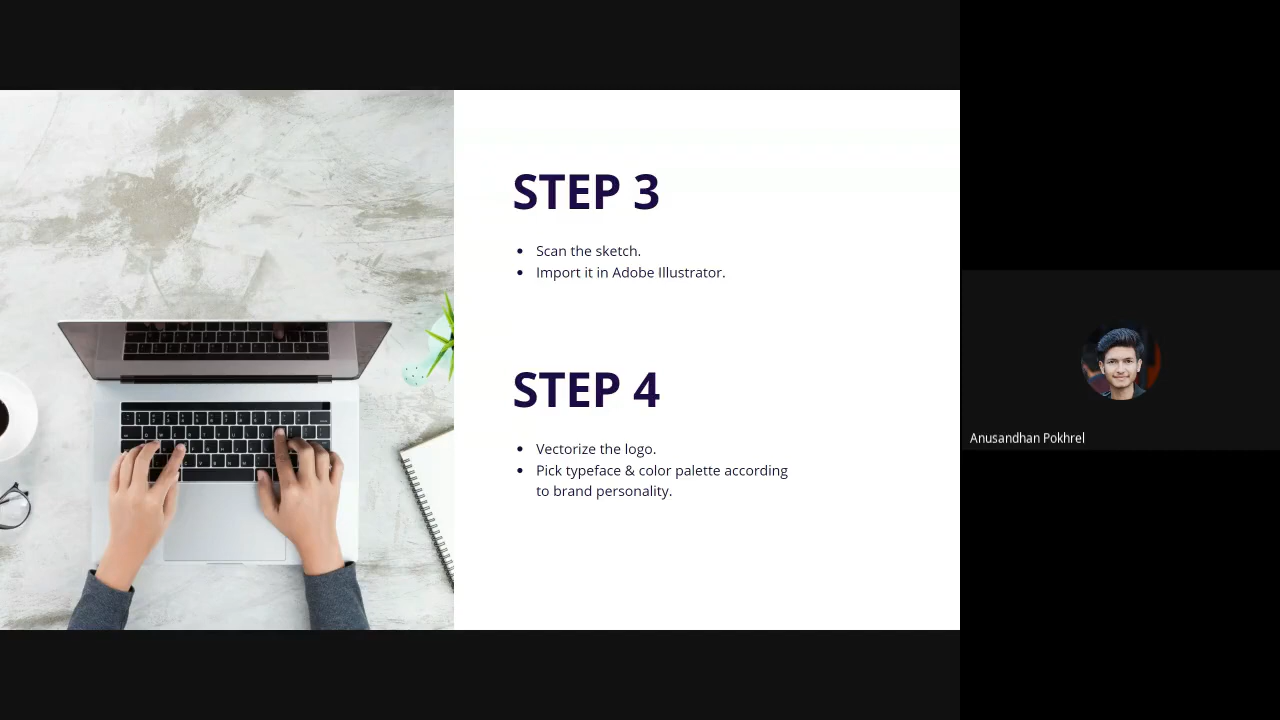 STEP 3
• Scan the sketch.
• Import it in Adobe Illustrator.
STEP 4
• Vectorize the logo.
• Pick typeface & color palette according
to brand personality.
Anusandhan Pokhrel